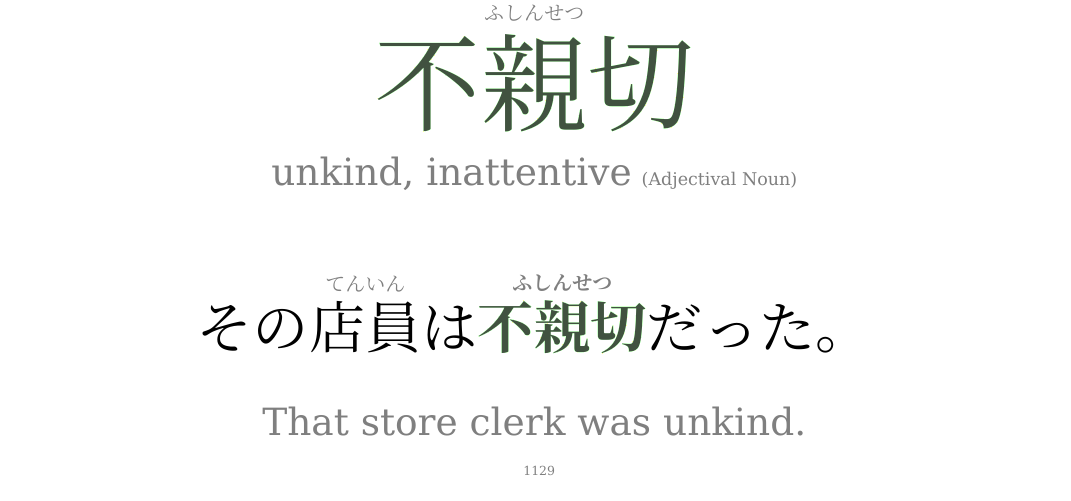 ふしんせつ
不親切
unkind, inattentive (Adjectival Noun)
てんいん ふしんせつ
その店員は不親切だった。
That store clerk was unkind.
1129